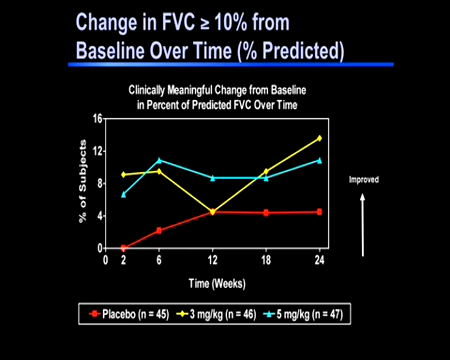 Change in FVC ≥ 10% from
Baseline Over Time (% Predicted)
Clinically Meaningful Change from Baseline
in Percent of Predicted FVC Over Time
% of Subjects
16
12
8
4
0
0 2 6 12 18 24
Time (Weeks)
Improved
Placebo (n = 45) 3 mg/kg (n = 46) 5 mg/kg (n = 47)